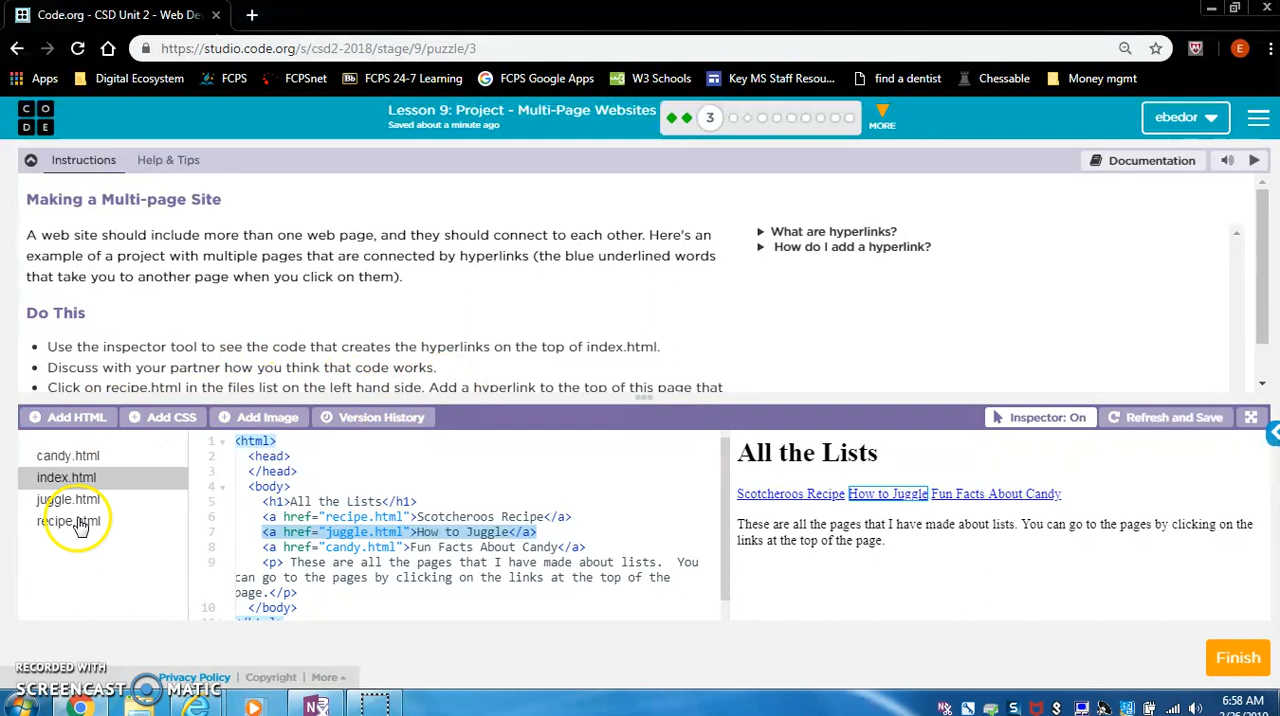 Code.org - CSD Unit 2 - Web De
https://studio.code.org/s/csd2-2018/stage/9/puzzle/3
E
Apps Digital Ecosystem FCPS FCPSnet Bb FCPS 24-7 Learning FCPS Google Apps W3 Schools Key MS Staff Resou... find a dentist Chessable Money mgmt
C O
D E
Lesson 9: Project - Multi-Page Websites
Saved about a minute ago
3
MORE
ebedor
Instructions Help & Tips Documentation
Making a Multi-page Site
A web site should include more than one web page, and they should connect to each other. Here's an
example of a project with multiple pages that are connected by hyperlinks (the blue underlined words
that take you to another page when you click on them).
What are hyperlinks?
How do I add a hyperlink?
Do This
Use the inspector tool to see the code that creates the hyperlinks on the top of index.html.
Discuss with your partner how you think that code works.
Click on recipe.html in the files list on the left hand side. Add a hyperlink to the top of this page that
Add HTML Add CSS Add Image Version History Inspector: On Refresh and Save
candy.html
index.html
juggle.html
recipe.html
1 <html>
2 <head>
3 </head>
4 <body>
5 <h1>All the Lists</h1>
6 <a href="recipe.html">Scotcheroos Recipe</a>
7 <a href="juggle.html">How to Juggle</a>
8 <a href="candy.html">Fun Facts About Candy</a>
9 <p> These are all the pages that I have made about lists. You
can go to the pages by clicking on the links at the top of the
page.</p>
10 </body>
All the Lists
Scotcheroos Recipe How to Juggle Fun Facts About Candy
These are all the pages that I have made about lists. You can go to the pages by clicking on the
links at the top of the page.
Finish
RECORDED WITH
SCREENCAST MATIC
Privacy Policy Copyright More
6:58 AM